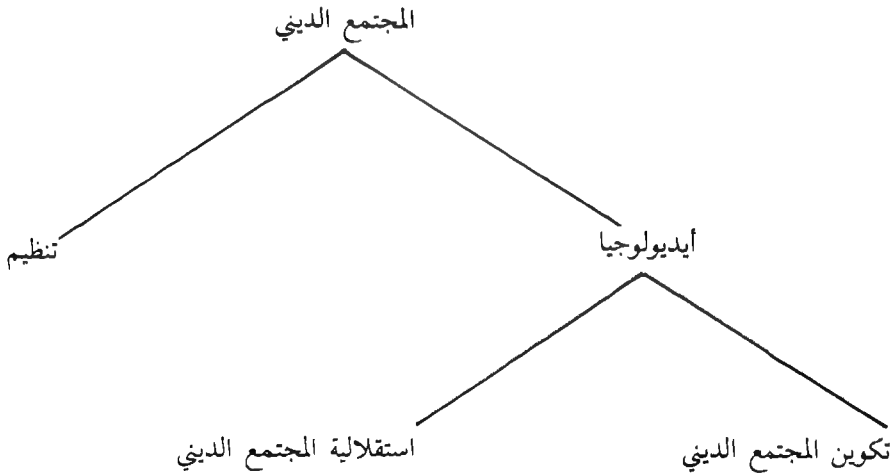 المجتمع الديني
أيديولوجيا
تنظيم
تكوين المجتمع الديني
استقلالية المجتمع الديني